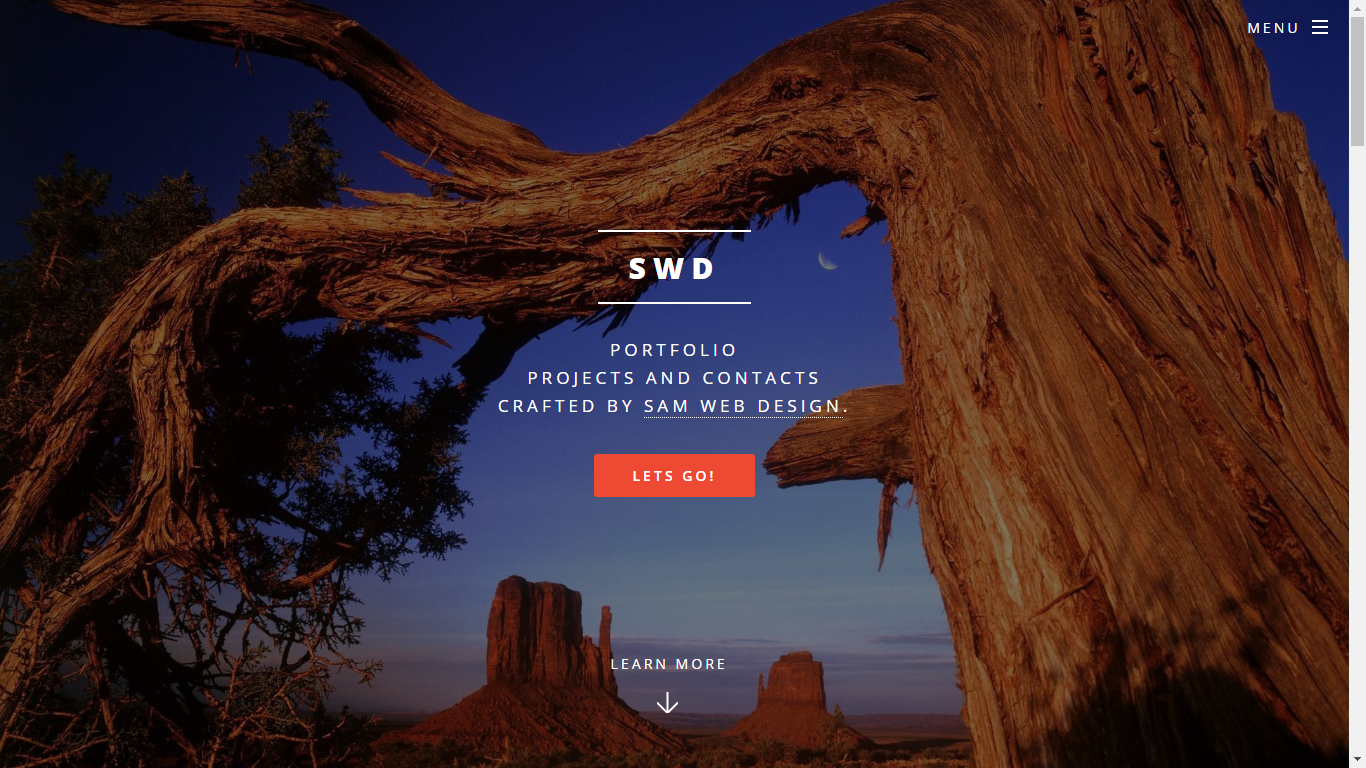 MENU
SWD
PORTFOLIO
PROJECTS AND CONTACTS
CRAFTED BY SAM WEB DESIGN.
LETS GO!
LEARN MORE